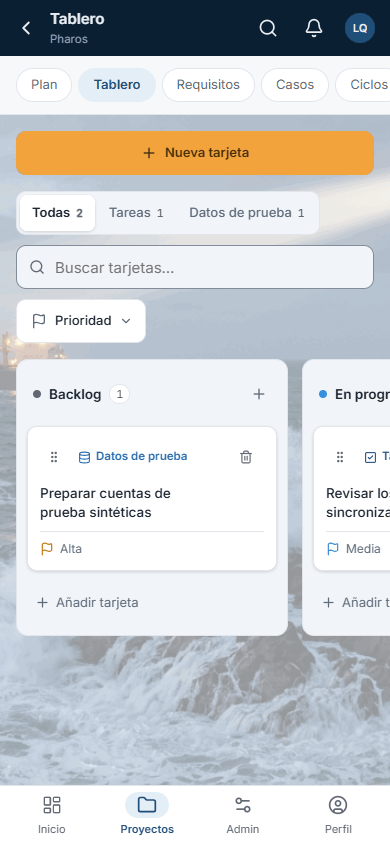 Tablero
Pharos
LQ
Plan
Tablero
Requisitos
Casos
Ciclos
Nueva tarjeta
Todas 2
Tareas 1
Datos de prueba 1
Buscar tarjetas...
Prioridad
Backlog 1
En progr
Datos de prueba
Preparar cuentas de
prueba sintéticas
Revisar lo
sincroniza
Alta
Media
Añadir tarjeta
Añadir t
Inicio
Proyectos
Admin
Perfil